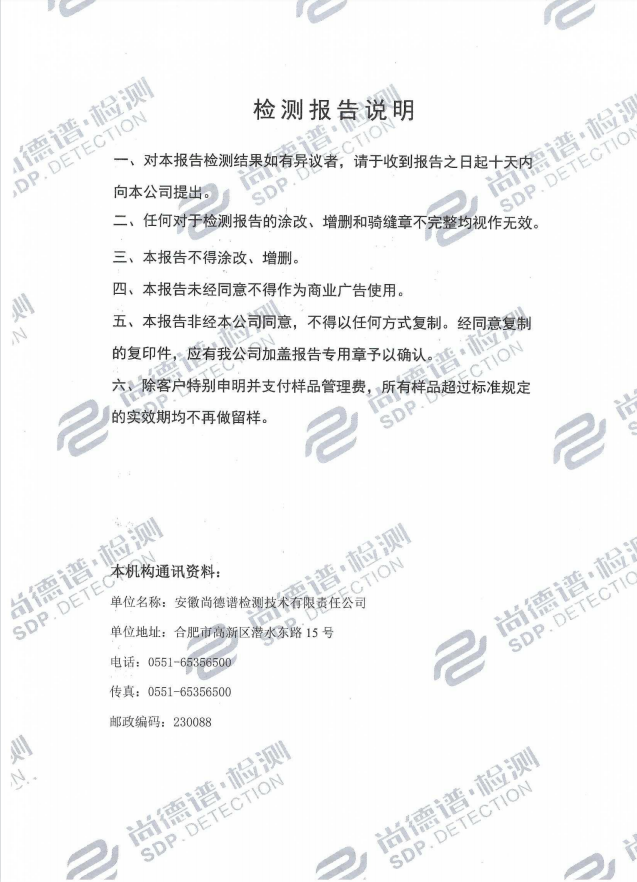 检测报告说明
一、对本报告检测结果如有异议者，请于收到报告之日起十天内
向本公司提出。
二、任何对于检测报告的涂改、增删和骑缝章不完整均视作无效。
三、本报告不得涂改、增删。
四、本报告未经同意不得作为商业广告使用。
五、本报告非经本公司同意，不得以任何方式复制。经同意复制
的复印件，应有我公司加盖报告专用章予以确认。
六、除客户特别申明并支付样品管理费，所有样品超过标准规定
的实效期均不再做留样。
本机构通讯资料：
单位名称：安徽尚德谱检测技术有限责任公司
单位地址：合肥市高新区潜水东路 15 号
电话：0551-65356500
传真：0551-65356500
邮政编码：230088
尚德谱·检测
SDP.DETECTION